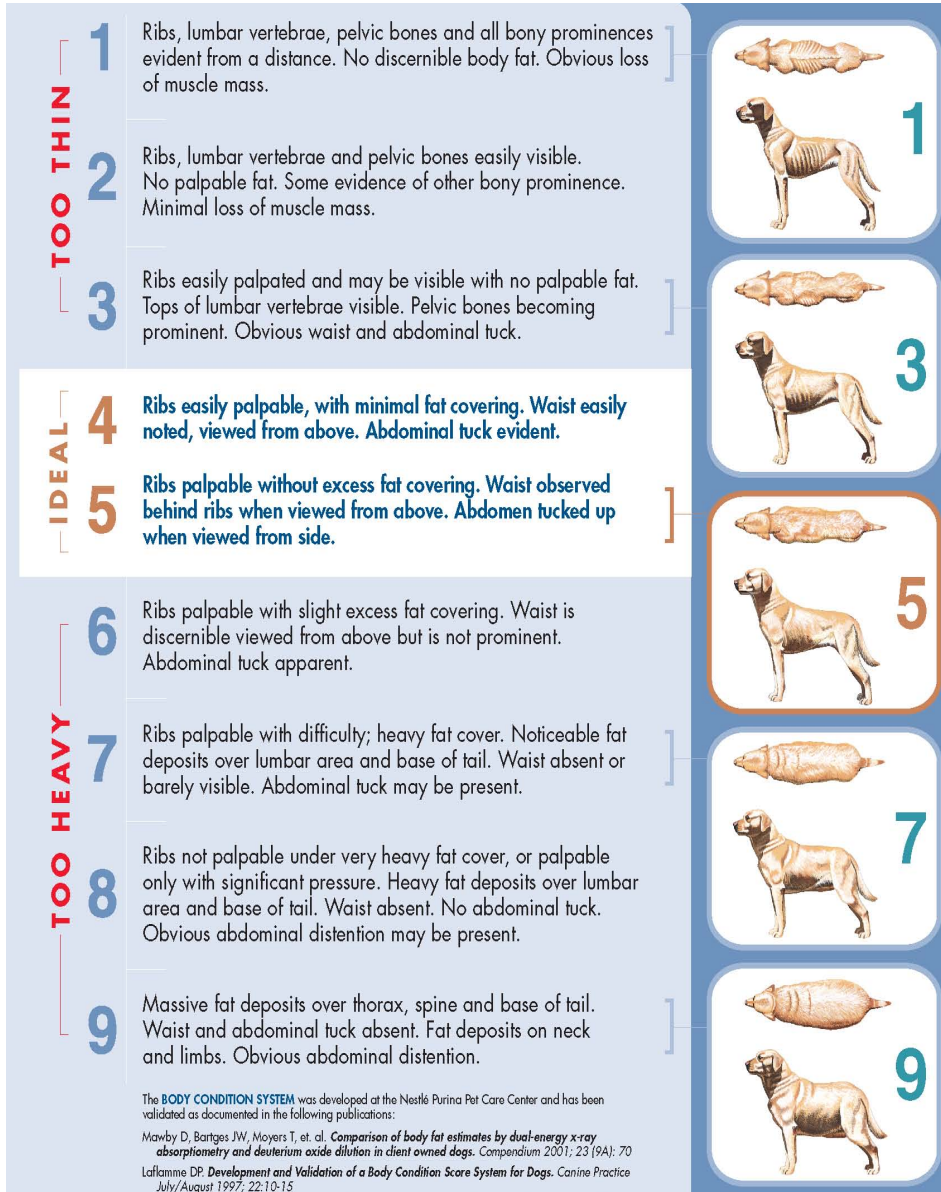 TOO THIN
1
Ribs, lumbar vertebrae, pelvic bones and all bony prominences
evident from a distance. No discernible body fat. Obvious loss
of muscle mass.
2
Ribs, lumbar vertebrae and pelvic bones easily visible.
No palpable fat. Some evidence of other bony prominence.
Minimal loss of muscle mass.
3
Ribs easily palpated and may be visible with no palpable fat.
Tops of lumbar vertebrae visible. Pelvic bones becoming
prominent. Obvious waist and abdominal tuck.
IDEAL
4
Ribs easily palpable, with minimal fat covering. Waist easily
noted, viewed from above. Abdominal tuck evident.
5
Ribs palpable without excess fat covering. Waist observed
behind ribs when viewed from above. Abdomen tucked up
when viewed from side.
TOO HEAVY
6
Ribs palpable with slight excess fat covering. Waist is
discernible viewed from above but is not prominent.
Abdominal tuck apparent.
7
Ribs palpable with difficulty; heavy fat cover. Noticeable fat
deposits over lumbar area and base of tail. Waist absent or
barely visible. Abdominal tuck may be present.
8
Ribs not palpable under very heavy fat cover, or palpable
only with significant pressure. Heavy fat deposits over lumbar
area and base of tail. Waist absent. No abdominal tuck.
Obvious abdominal distention may be present.
9
Massive fat deposits over thorax, spine and base of tail.
Waist and abdominal tuck absent. Fat deposits on neck
and limbs. Obvious abdominal distention.
The BODY CONDITION SYSTEM was developed at the Nestlé Purina Pet Care Center and has been
validated as documented in the following publications:
Mawby D, Bartges JW, Moyers T, et. al. Comparison of body fat estimates by dual-energy x-ray
absorptiometry and deuterium oxide dilution in client owned dogs. Compendium 2001; 23 (9A): 70
Laflamme DP. Development and Validation of a Body Condition Score System for Dogs. Canine Practice
July/August 1997; 22:10-15
1
3
5
7
9